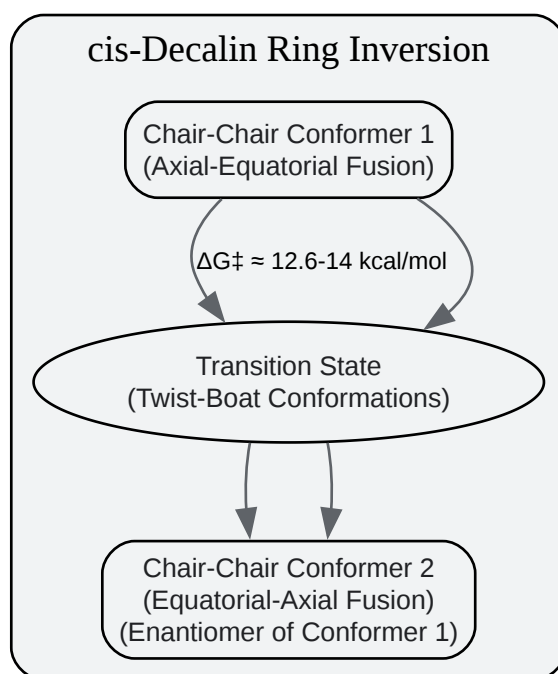 cis-Decalin Ring Inversion
Chair-Chair Conformer 1
(Axial-Equatorial Fusion)
ΔG‡ ≈ 12.6-14 kcal/mol
Transition State
(Twist-Boat Conformations)
Chair-Chair Conformer 2
(Equatorial-Axial Fusion)
(Enantiomer of Conformer 1)